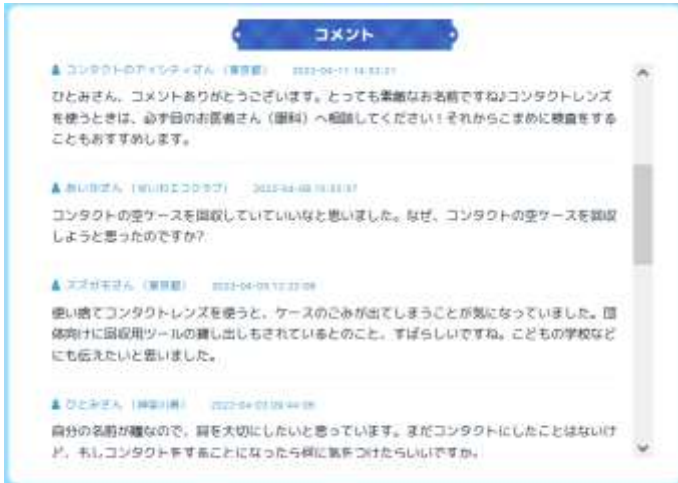 コメント
コンタクトのアイシティさん (東京都) 2022-04-11
ひとみさん、コメントありがとうございます。とっても素敵なお名前ですね♪コンタクトレンズ
を使うときは、必ず目のお医者さん（眼科）へ相談してください！それからこまめに検査をする
こともおすすめします。
コンタクトの空ケースを回収していていいなと思いました。なぜ、コンタクトの空ケースを回収
しようと思ったのですか?
スズガモさん (東京都)
使い捨てコンタクトレンズを使うと、ケースのごみが出てしまうことが気になっていました。団
体向けに回収用ツールの貸し出しもされているとのこと、すばらしいですね。こどもの学校など
にも伝えたいと思いました。
ひとみさん (神奈川県)
自分の名前が瞳なので、目を大切にしたいと思っています。まだコンタクトにしたことはないけ
ど、もしコンタクトをすることになったら何に気をつけたらいいですか。